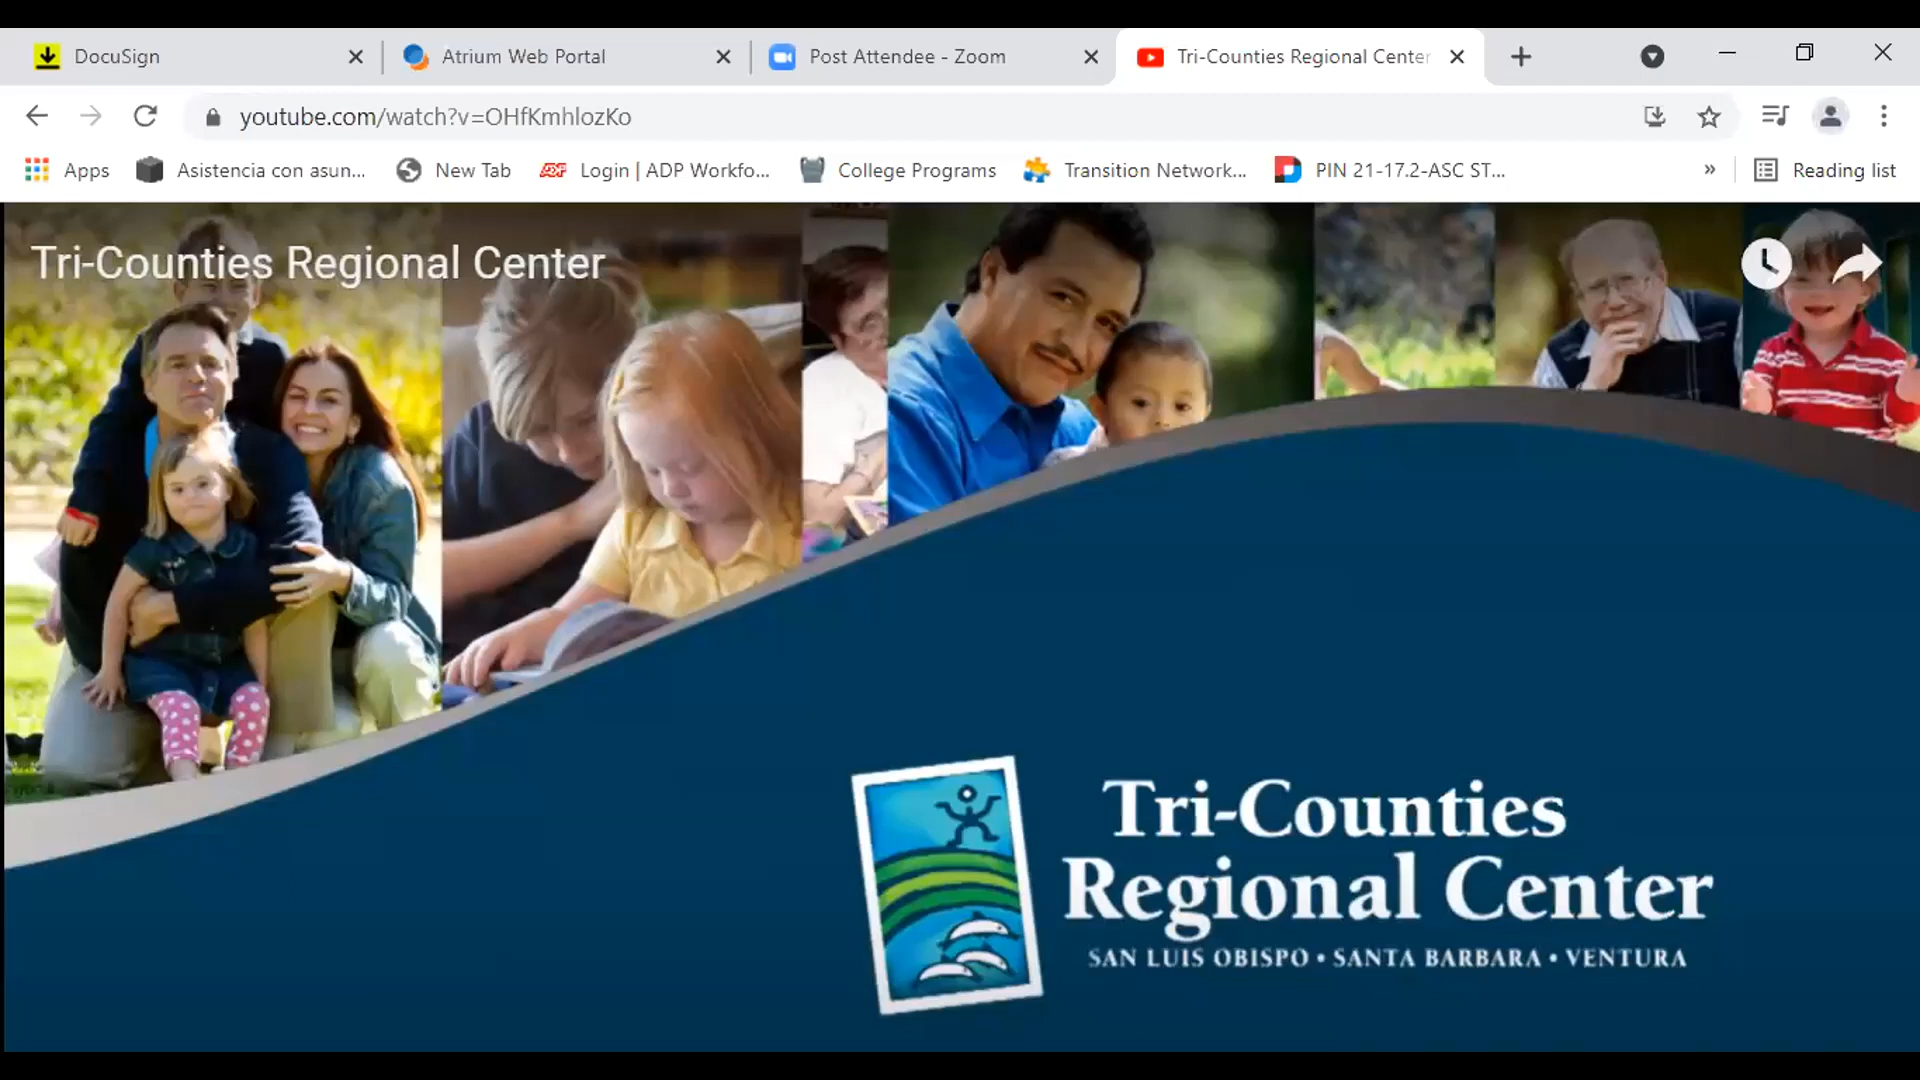 DocuSign
Atrium Web Portal
Post Attendee - Zoom
Tri-Counties Regional Center
youtube.com/watch?v=OHfKmhlozKo
Apps
Asistencia con asun...
New Tab
Login | ADP Workfo...
College Programs
Transition Network...
PIN 21-17.2-ASC ST...
»
Reading list
Tri-Counties Regional Center
Tri-Counties
Regional Center
SAN LUIS OBISPO • SANTA BARBARA • VENTURA